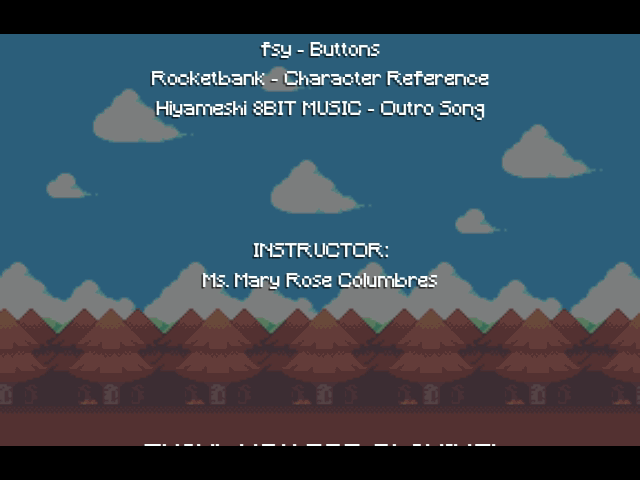 fsy - Buttons
Rocketbank - Character Reference
Hiyameshi 8BIT MUSIC - Outro Song
INSTRUCTOR:
Ms. Mary Rose Columbres